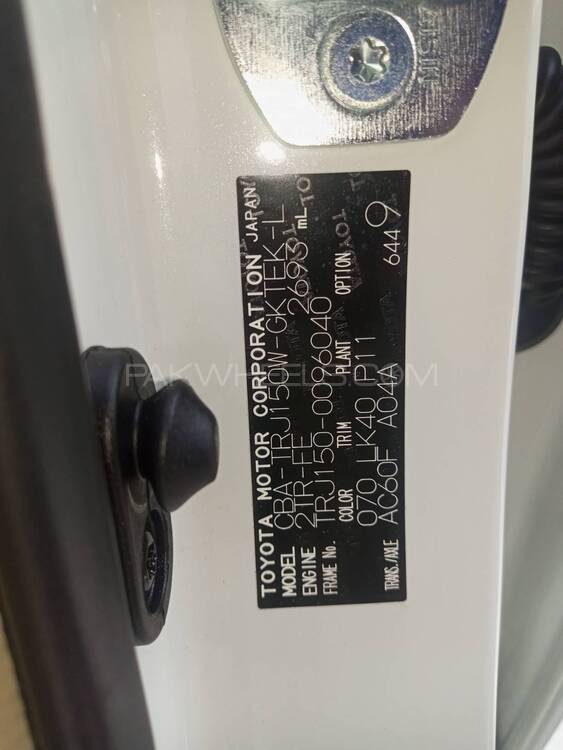 AISIN
TOYOTA MOTOR CORPORATION JAPAN
MODEL CBA-TRJ150W-GKTEK-L
ENGINE 2TR-FE 2693 mL
FRAME No. TRJ150-0096040
COLOR TRIM PLANT OPTION
070 LK40 P11
TRANS./AXLE AC60F A04A 6449
PAKWHEELS.COM